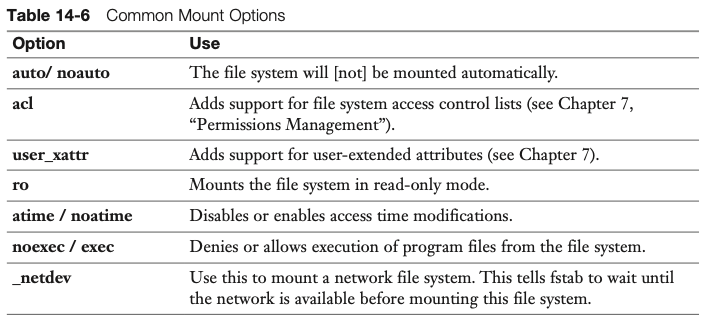 Table 14-6 Common Mount Options
Option Use
auto/ noauto The file system will [not] be mounted automatically.
acl Adds support for file system access control lists (see Chapter 7,
“Permissions Management”).
user_xattr Adds support for user-extended attributes (see Chapter 7).
ro Mounts the file system in read-only mode.
atime / noatime Disables or enables access time modifications.
noexec / exec Denies or allows execution of program files from the file system.
_netdev Use this to mount a network file system. This tells fstab to wait until
the network is available before mounting this file system.